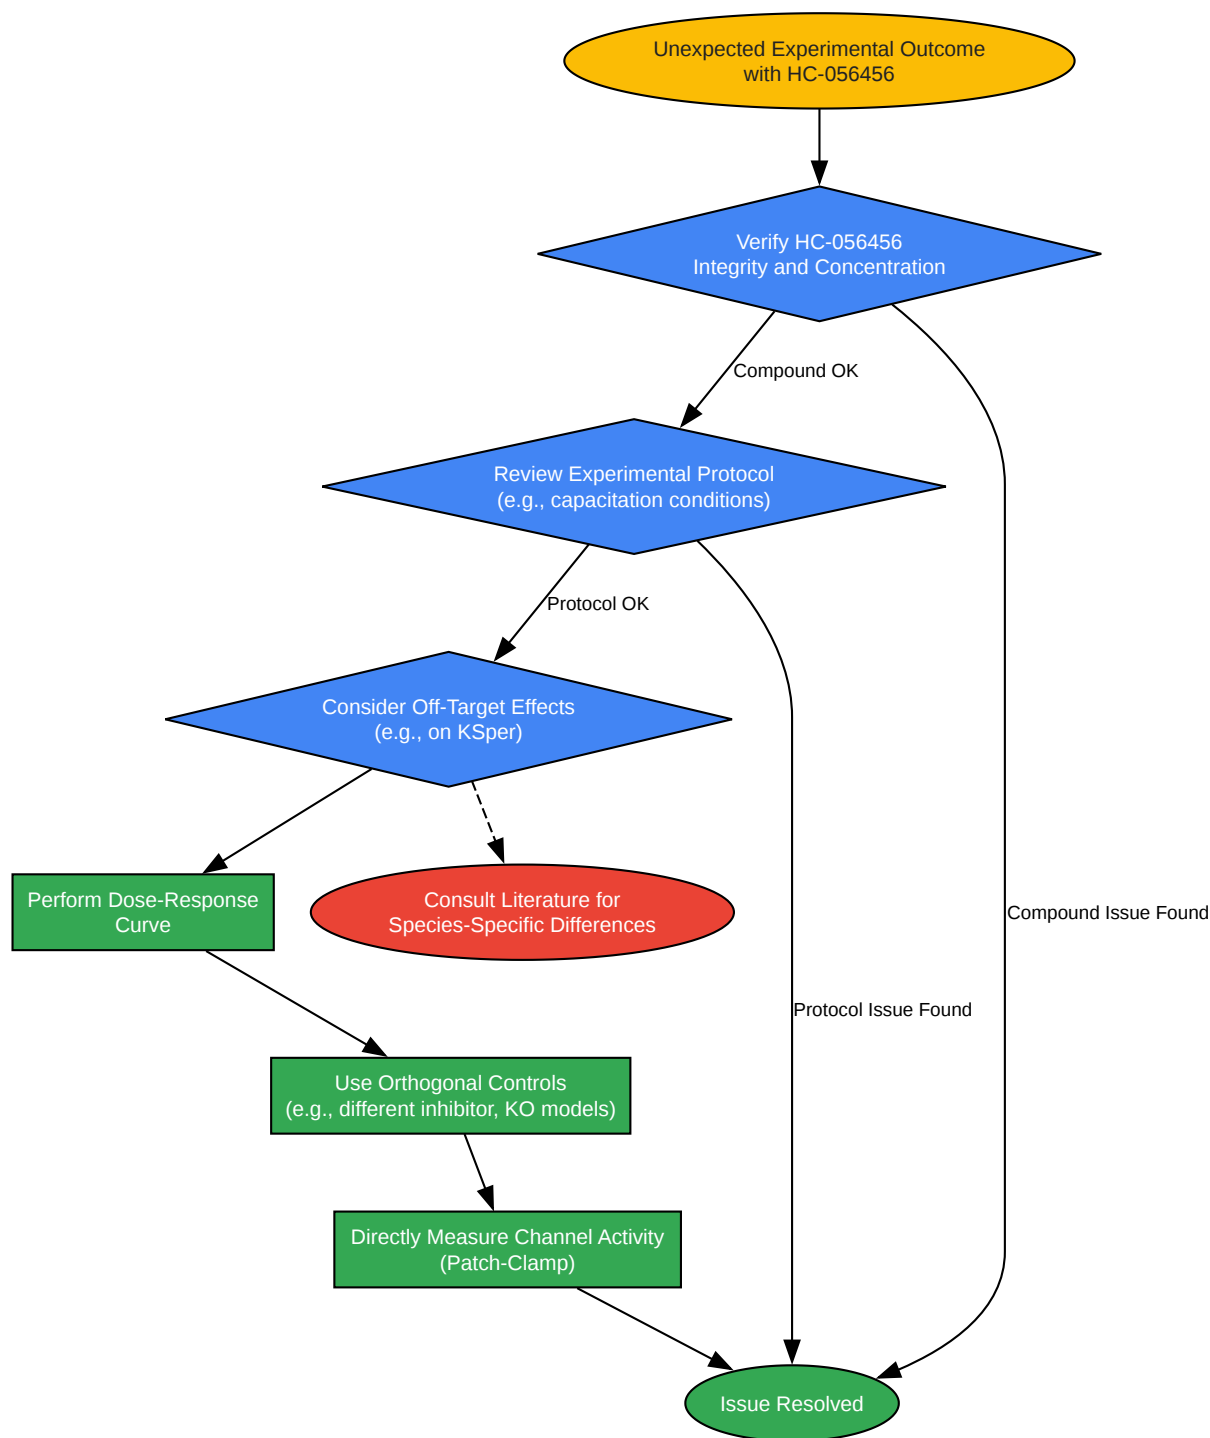 Unexpected Experimental Outcome
with HC-056456
Verify HC-056456
Integrity and Concentration
Compound OK
Review Experimental Protocol
(e.g., capacitation conditions)
Protocol OK
Consider Off-Target Effects
(e.g., on KSper)
Perform Dose-Response
Curve
Consult Literature for
Species-Specific Differences
Compound Issue Found
Protocol Issue Found
Use Orthogonal Controls
(e.g., different inhibitor, KO models)
Directly Measure Channel Activity
(Patch-Clamp)
Issue Resolved